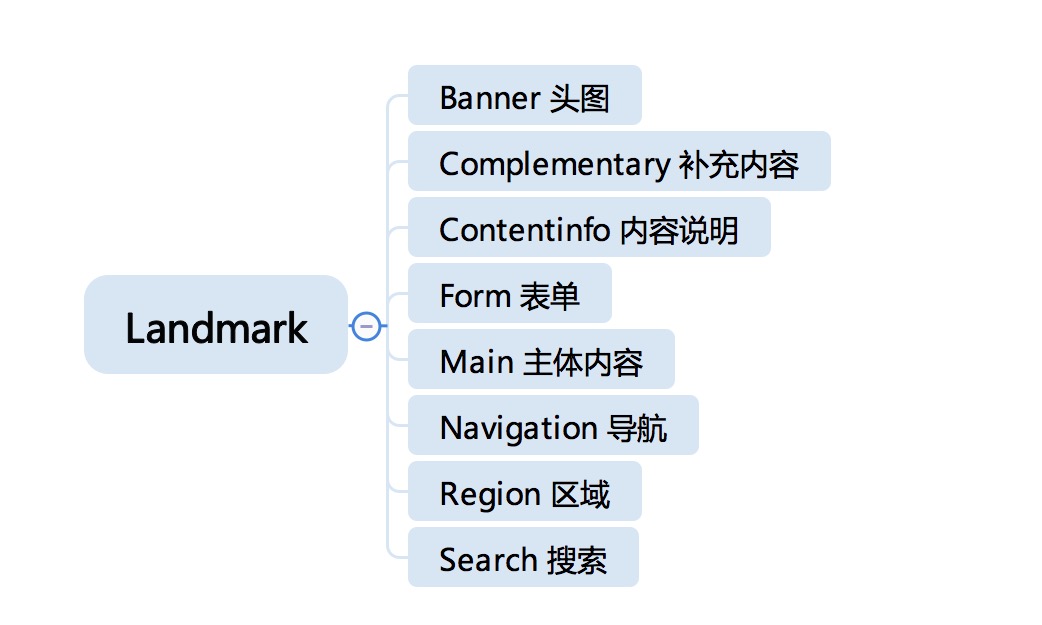 Landmark
Banner 头图
Complementary 补充内容
Contentinfo 内容说明
Form 表单
Main 主体内容
Navigation 导航
Region 区域
Search 搜索